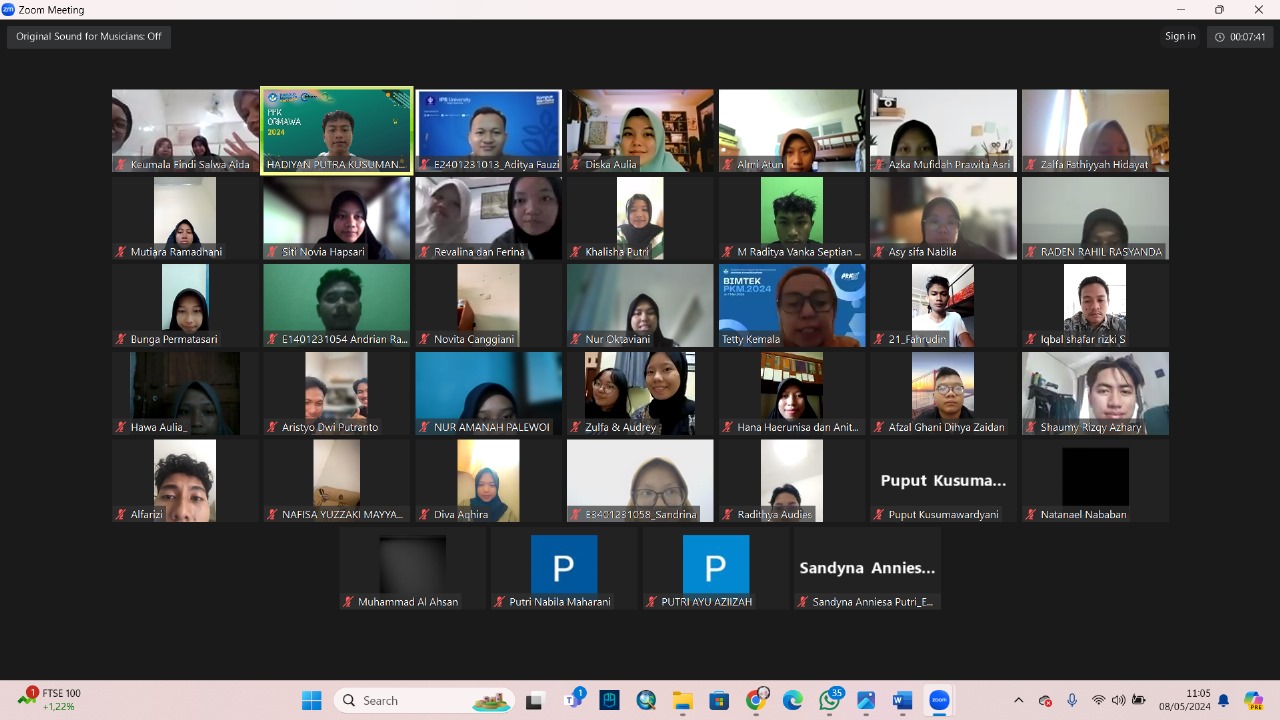 Zoom Meeting
Original Sound for Musicians: Off
Sign in
00:07:41
PPK
ORMAWA
2024
IPB University
Keumala Findi Salwa Aida
HADIYAN PUTRA KUSUMAN...
E2401231013_Aditya Fauzi
Diska Aulia
Almi Atun
Azka Mufidah Prawita Asri
Zalfa Fathiyyah Hidayat
Mutiara Ramadhani
Siti Novia Hapsari
Revalina dan Ferina
Khalisha Putri
M Raditya Vanka Septian ...
Asy sifa Nabila
RADEN RAHIL RASYANDA
BIMTEK
PKM.2024
Bunga Permatasari
E1401231054 Andrian Ra...
Novita Canggiani
Nur Oktaviani
Tetty Kemala
21_Fahrudin
Iqbal shafar rizki S
Hawa Aulia_
Aristyo Dwi Putranto
NUR AMANAH PALEWOI
Zulfa & Audrey
Hana Haerunisa dan Anit...
Afzal Ghani Dihya Zaidan
Shaumy Rizqy Azhary
Puput Kusuma...
Alfarizi
NAFISA YUZZAKI MAYYA...
Diva Aqhira
E3401231058_Sandrina
Radithya Audies
Puput Kusumawardyani
Natanael Nababan
P
P
Sandyna Annies...
Muhammad Al Ahsan
Putri Nabila Maharani
PUTRI AYU AZIIZAH
Sandyna Anniesa Putri_E...
1
FTSE 100
+1,22%
Search
1
35
PRE
11:05
08/05/2024